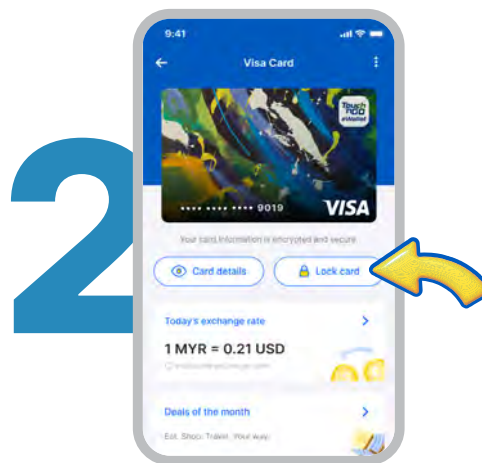 2
9:41
Visa Card
Touch
'nGO
eWallet
•••• •••• •••• 9019
VISA
Your card information is encrypted and secure
Card details
Lock card
Today's exchange rate
1 MYR = 0.21 USD
Deals of the month
Eat. Shop. Travel. Your way.